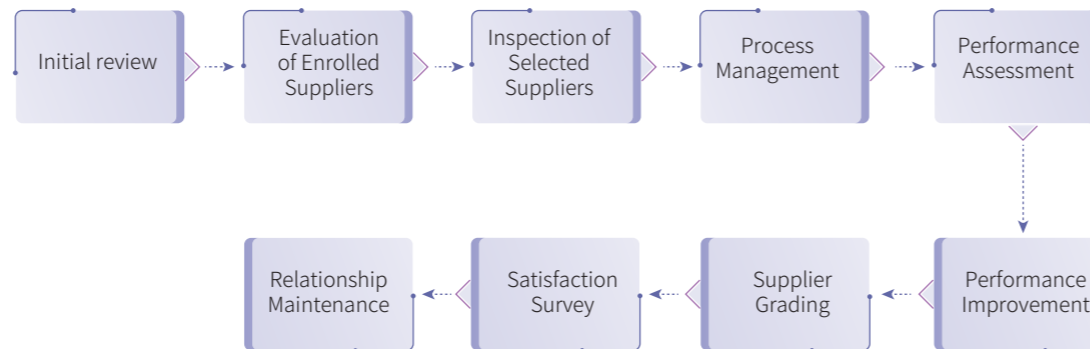 Initial review
Evaluation
of Enrolled
Suppliers
Inspection of
Selected
Suppliers
Process
Management
Performance
Assessment
Performance
Improvement
Supplier
Grading
Satisfaction
Survey
Relationship
Maintenance